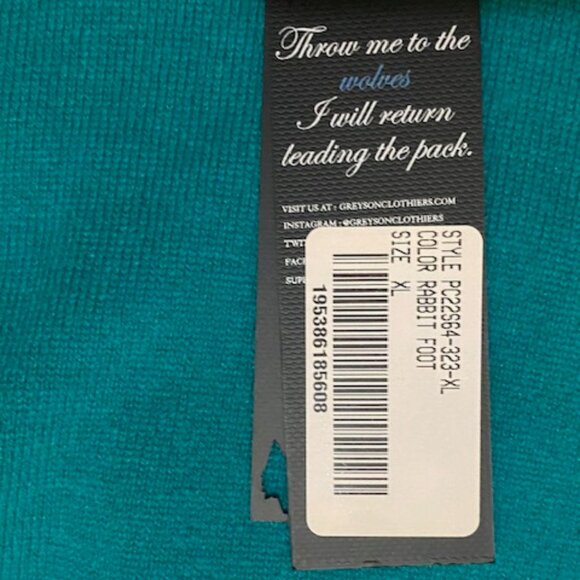 Throw me to the
wolves
I will return
leading the pack.
VISIT US AT : GREYSONCLOTHIERS.COM
INSTAGRAM : @GREYSONCLOTHIERS
STYLE PC22S64-323-XL
COLOR RABBIT FOOT
SIZE XL
195386185608